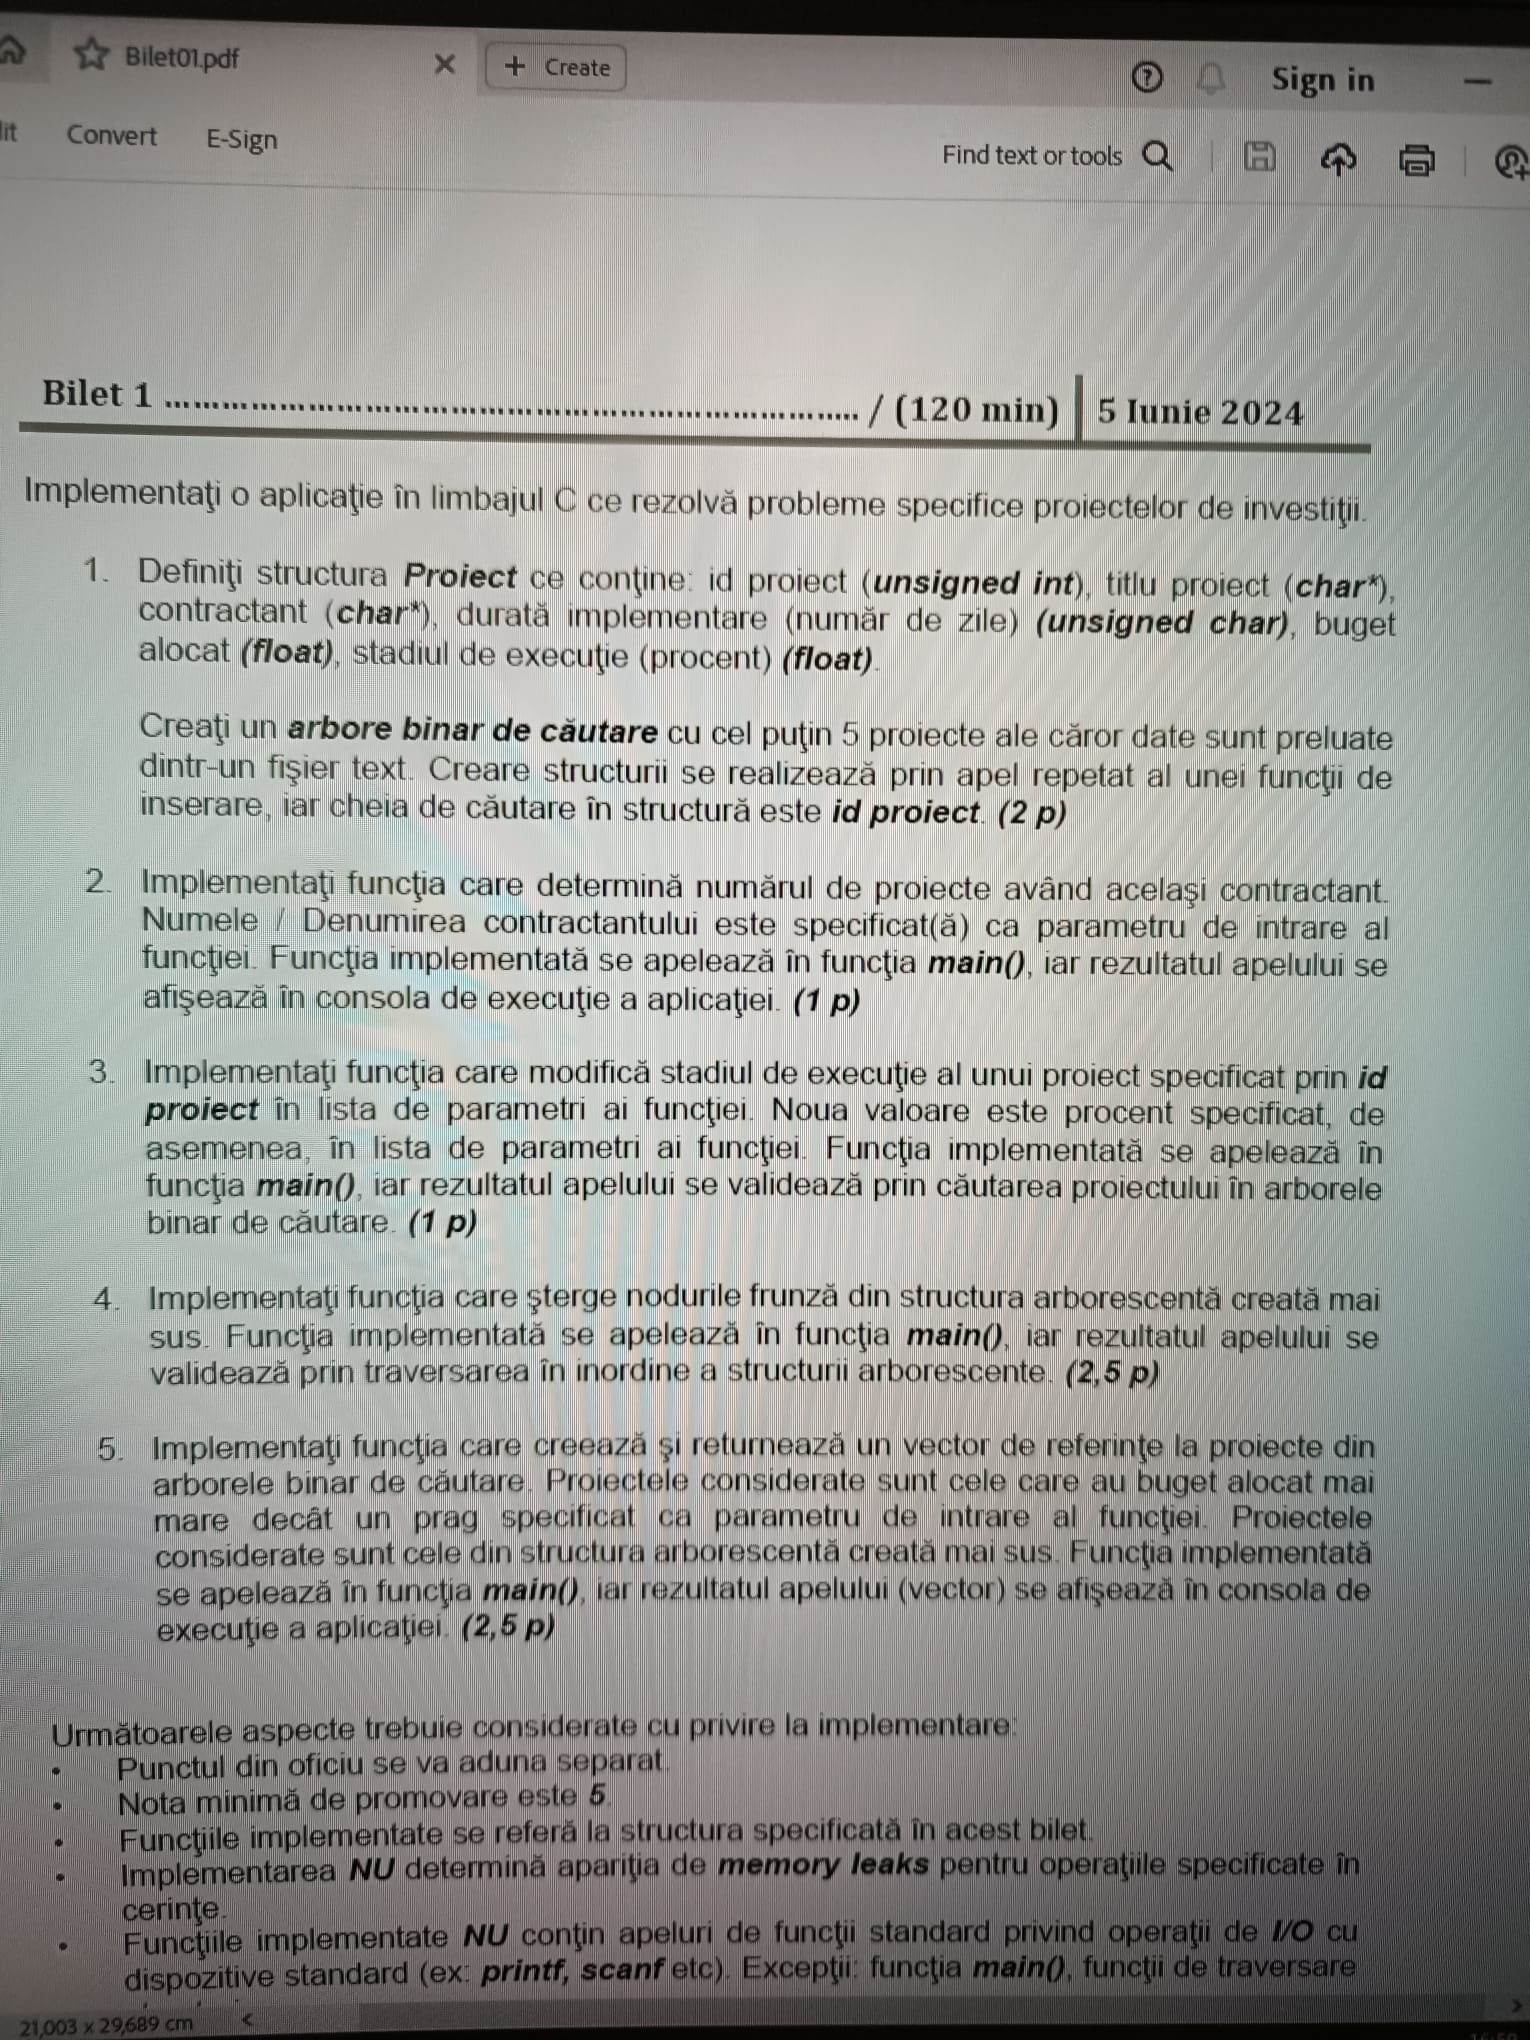 Bilet01.pdf
Create
Sign in
Convert E-Sign
Find text or tools
Bilet 1 ........................................................................ / (120 min) 5 Iunie 2024
Implementaţi o aplicaţie în limbajul C ce rezolvă probleme specifice proiectelor de investiţii.
1. Definiţi structura Proiect ce conţine: id proiect (unsigned int), titlu proiect (char*),
contractant (char*), durată implementare (număr de zile) (unsigned char), buget
alocat (float), stadiul de execuţie (procent) (float).
Creaţi un arbore binar de căutare cu cel puţin 5 proiecte ale căror date sunt preluate
dintr-un fişier text. Creare structurii se realizează prin apel repetat al unei funcţii de
inserare, iar cheia de căutare în structură este id proiect. (2 p)
2. Implementaţi funcţia care determină numărul de proiecte având acelaşi contractant.
Numele / Denumirea contractantului este specificat(ă) ca parametru de intrare al
funcţiei. Funcţia implementată se apelează în funcţia main(), iar rezultatul apelului se
afişează în consola de execuţie a aplicaţiei. (1 p)
3. Implementaţi funcţia care modifică stadiul de execuţie al unui proiect specificat prin id
proiect în lista de parametri ai funcţiei. Noua valoare este procent specificat, de
asemenea, în lista de parametri ai funcţiei. Funcţia implementată se apelează în
funcţia main(), iar rezultatul apelului se validează prin căutarea proiectului în arborele
binar de căutare. (1 p)
4. Implementaţi funcţia care şterge nodurile frunză din structura arborescentă creată mai
sus. Funcţia implementată se apelează în funcţia main(), iar rezultatul apelului se
validează prin traversarea în inordine a structurii arborescente. (2,5 p)
5. Implementaţi funcţia care creează şi returnează un vector de referinţe la proiecte din
arborele binar de căutare. Proiectele considerate sunt cele care au buget alocat mai
mare decât un prag specificat ca parametru de intrare al funcţiei. Proiectele
considerate sunt cele din structura arborescentă creată mai sus. Funcţia implementată
se apelează în funcţia main(), iar rezultatul apelului (vector) se afişează în consola de
execuţie a aplicaţiei. (2,5 p)
Următoarele aspecte trebuie considerate cu privire la implementare:
• Punctul din oficiu se va aduna separat.
• Nota minimă de promovare este 5.
• Funcţiile implementate se referă la structura specificată în acest bilet.
• Implementarea NU determină apariţia de memory leaks pentru operaţiile specificate în
cerinţe.
• Funcţiile implementate NU conţin apeluri de funcţii standard privind operaţii de I/O cu
dispozitive standard (ex: printf, scanf etc). Excepţii: funcţia main(), funcţii de traversare
21,003 x 29,689 cm